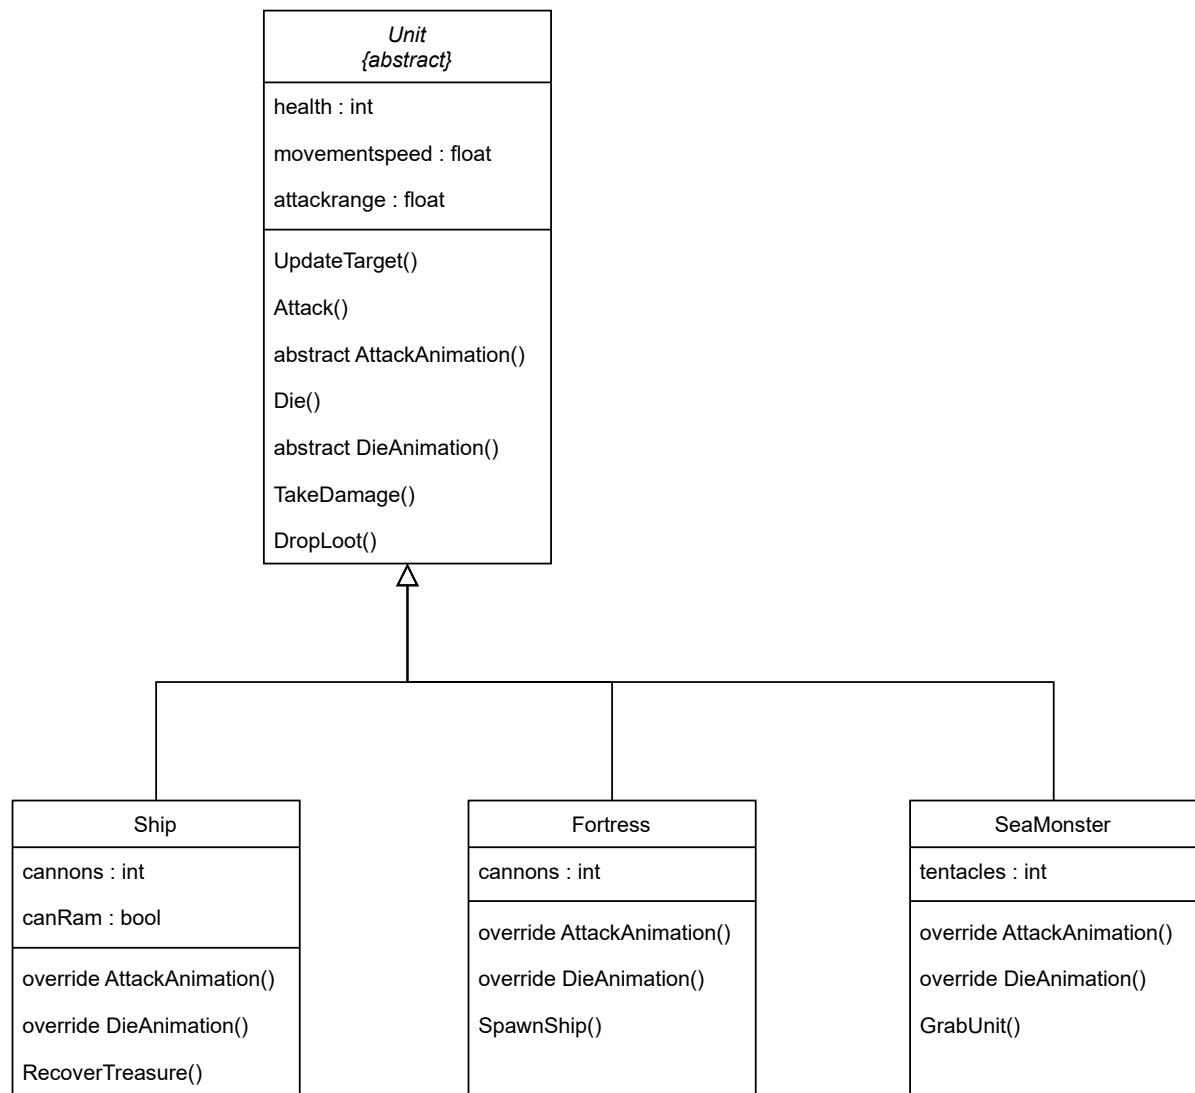 Unit
{abstract}
health : int
movementspeed : float
attackrange : float
UpdateTarget()
Attack()
abstract AttackAnimation()
Die()
abstract DieAnimation()
TakeDamage()
DropLoot()
Ship
cannons : int
canRam : bool
override AttackAnimation()
override DieAnimation()
RecoverTreasure()
Fortress
cannons : int
override AttackAnimation()
override DieAnimation()
SpawnShip()
SeaMonster
tentacles : int
override AttackAnimation()
override DieAnimation()
GrabUnit()